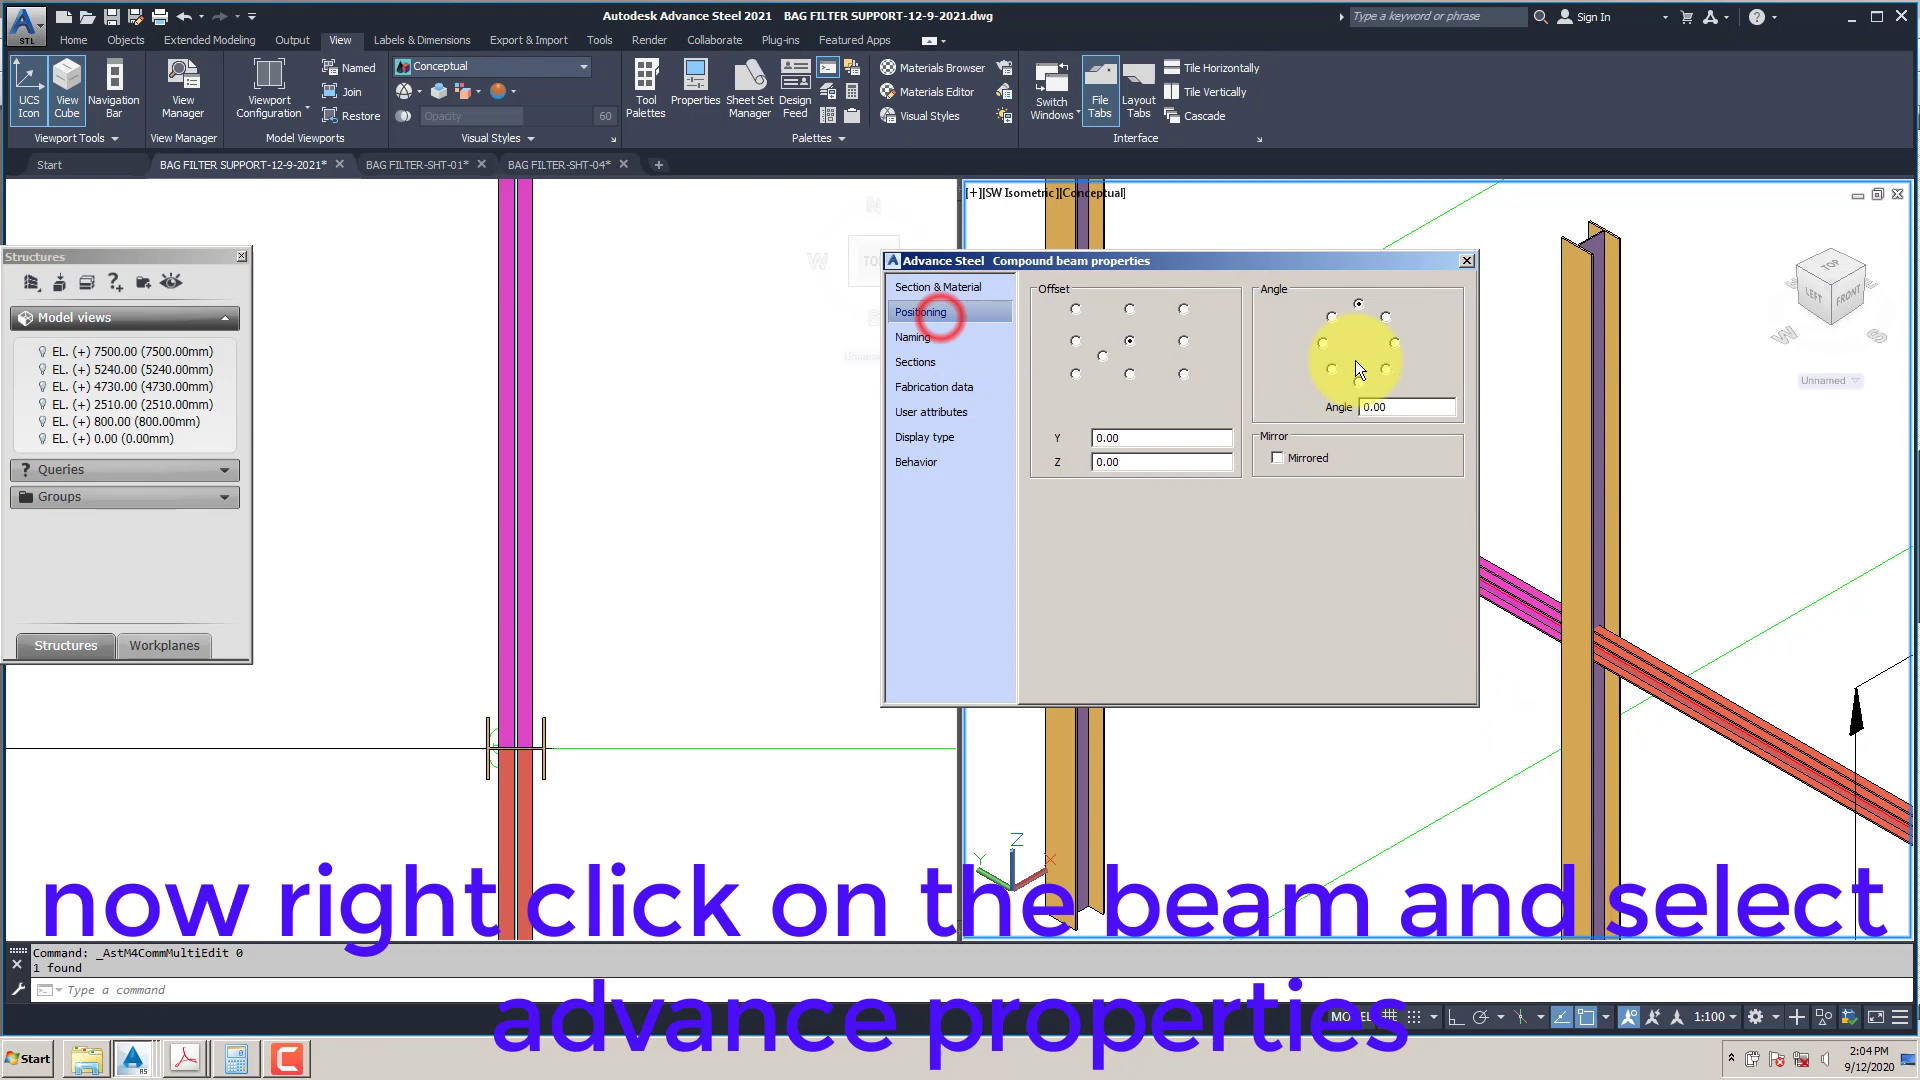 Autodesk Advance Steel 2021 BAG FILTER SUPPORT-12-9-2021.dwg
Type a keyword or phrase
Sign In
STL
Home Objects Extended Modeling Output View Labels & Dimensions Export & Import Tools Render Collaborate Plug-ins Featured Apps
UCS Icon
View Cube
Navigation Bar
View Manager
Viewport Configuration
Named
Join
Restore
Conceptual
Opacity 60
Tool Palettes
Properties
Sheet Set Manager
Design Feed
Materials Browser
Materials Editor
Visual Styles
Switch Windows
File Tabs
Layout Tabs
Tile Horizontally
Tile Vertically
Cascade
Viewport Tools View Manager Model Viewports Visual Styles Palettes Interface
Start
BAG FILTER SUPPORT-12-9-2021*
BAG FILTER-SHT-01*
BAG FILTER-SHT-04*
[+][SW Isometric][Conceptual]
N
W
TOP
LEFT
FRONT
W
S
Unnamed
Structures
Model views
EL. (+) 7500.00 (7500.00mm)
EL. (+) 5240.00 (5240.00mm)
EL. (+) 4730.00 (4730.00mm)
EL. (+) 2510.00 (2510.00mm)
EL. (+) 800.00 (800.00mm)
EL. (+) 0.00 (0.00mm)
Queries
Groups
Structures Workplanes
Advance Steel Compound beam properties
Section & Material
Positioning
Naming
Sections
Fabrication data
User attributes
Display type
Behavior
Offset
Y 0.00
Z 0.00
Angle
Angle 0.00
Mirror
Mirrored
Z
Y
X
now right click on the beam and select
advance properties
Command: _AstM4CommMultiEdit 0
1 found
Type a command
MODEL
1:100
Start
2:04 PM
9/12/2020